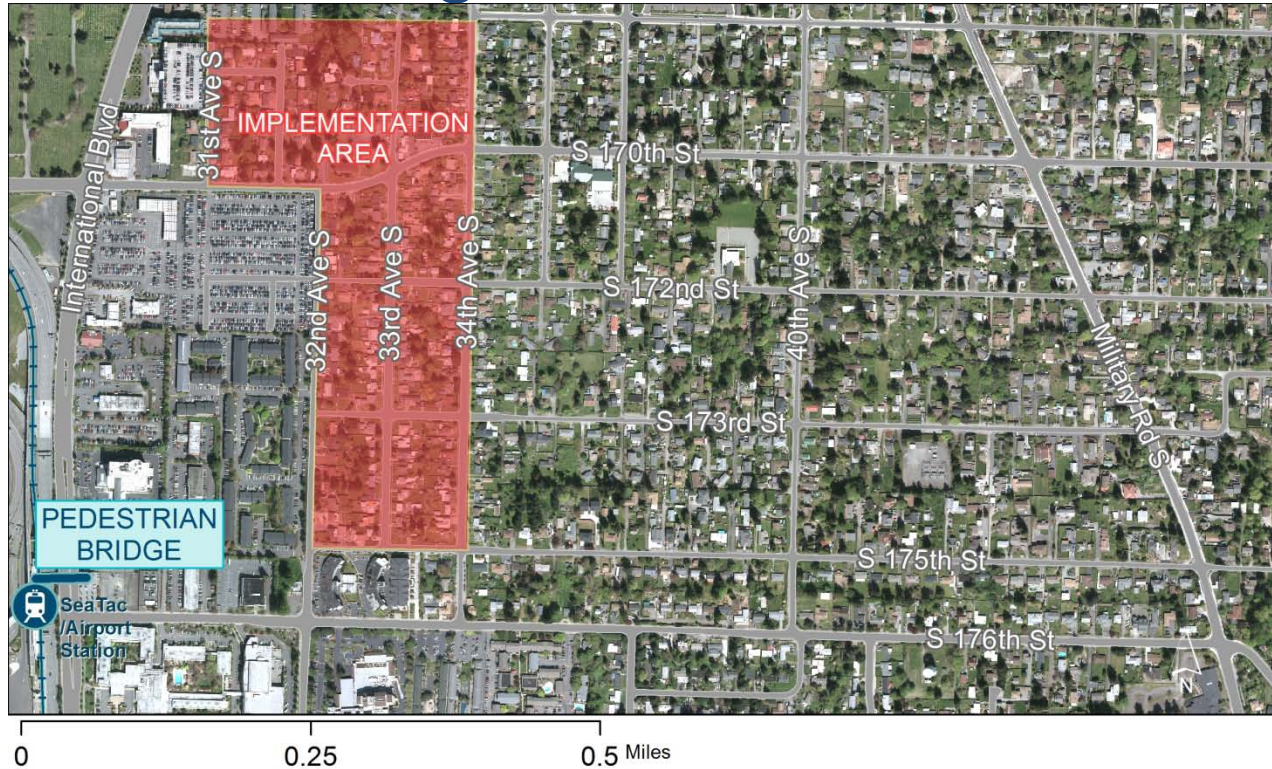 31st Ave S
International Blvd
IMPLEMENTATION
AREA
S 170th St
32nd Ave S
33rd Ave S
34th Ave S
S 172nd St
40th Ave S
Military Rd S
S 173rd St
PEDESTRIAN
BRIDGE
S 175th St
SeaTac
/Airport
Station
S 176th St
N
0
0.25
0.5 Miles